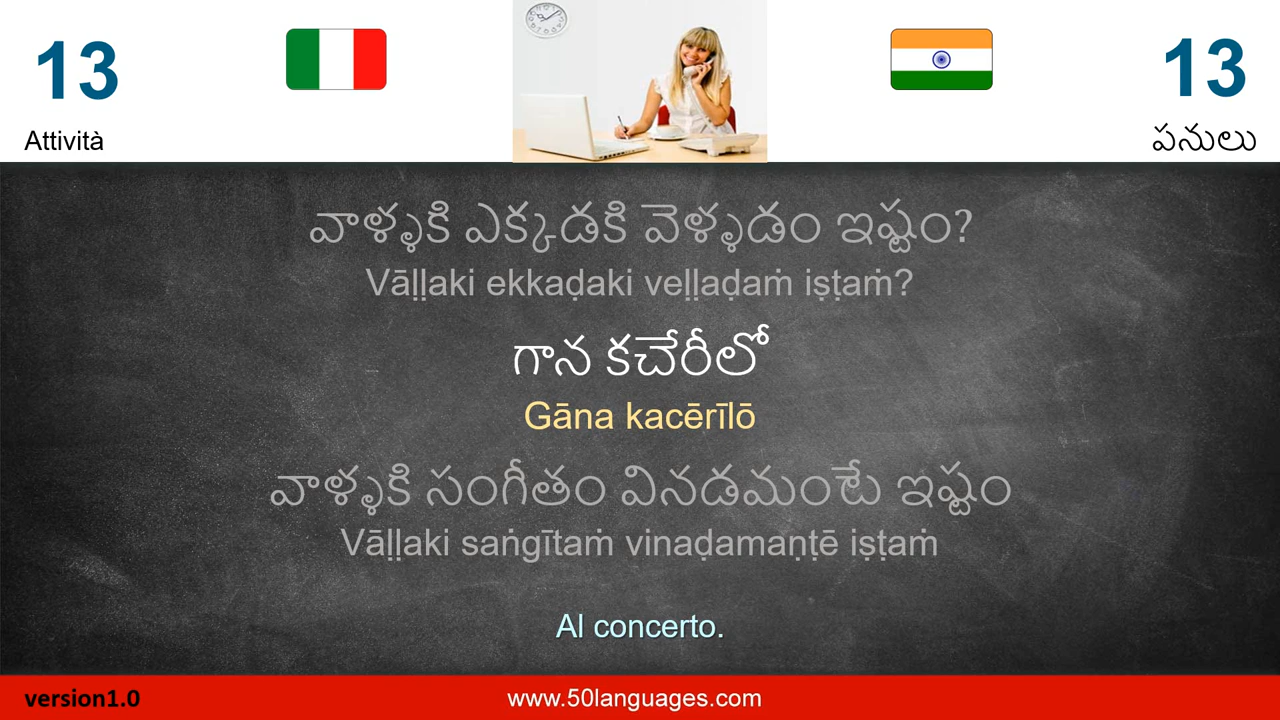 13
13
Attività
పనులు
వాళ్ళకి ఎక్కడకి వెళ్ళడం ఇష్టం?
Vāḷḷaki ekkaḍaki veḷḷaḍaṁ iṣṭaṁ?
గాన కచేరీలో
Gāna kacērīlō
వాళ్ళకి సంగీతం వినడమంటే ఇష్టం
Vāḷḷaki saṅgītaṁ vinaḍamaṇṭē iṣṭaṁ
Al concerto.
version1.0
www.50languages.com